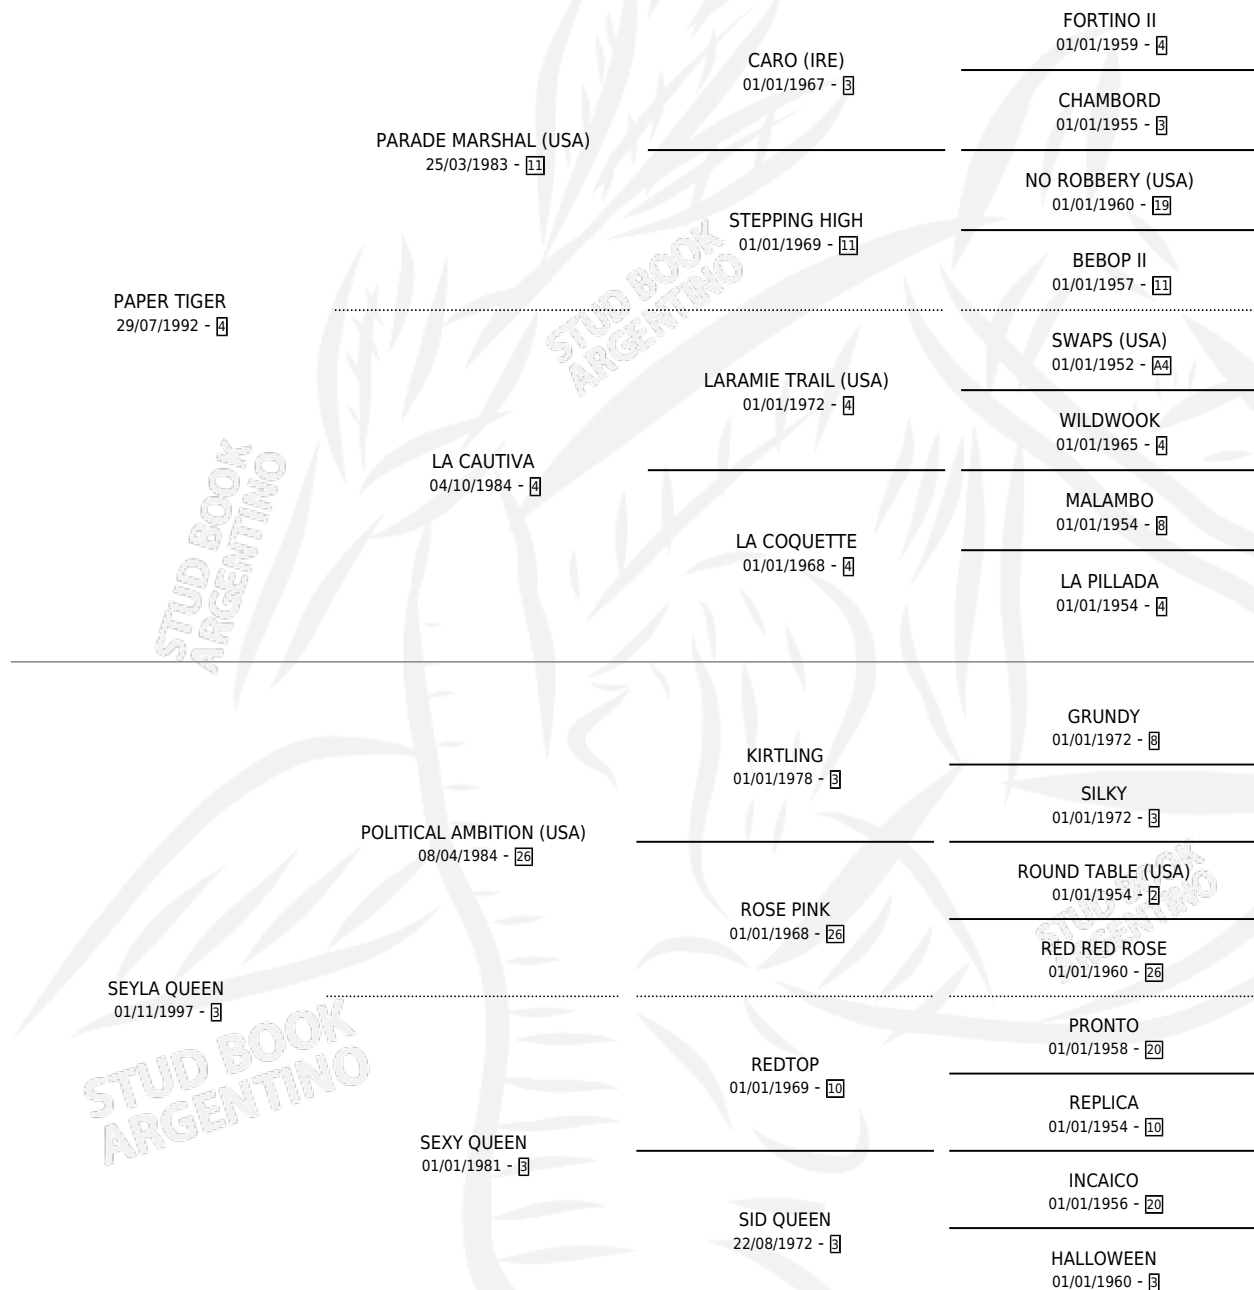 FORTINO II
01/01/1959 - 4
CARO (IRE)
01/01/1967 - 3
CHAMBORD
01/01/1955 - 3
PARADE MARSHAL (USA)
25/03/1983 - 11
NO ROBBERY (USA)
01/01/1960 - 19
STEPPING HIGH
01/01/1969 - 11
BEBOP II
01/01/1957 - 11
PAPER TIGER
29/07/1992 - 4
STUD BOOK
ARGENTINO
SWAPS (USA)
01/01/1952 - A4
LARAMIE TRAIL (USA)
01/01/1972 - 4
WILDWOOK
01/01/1965 - 4
LA CAUTIVA
04/10/1984 - 4
MALAMBO
01/01/1954 - 8
LA COQUETTE
01/01/1968 - 4
LA PILLADA
01/01/1954 - 4
STUD BOOK
ARGENTINO
GRUNDY
01/01/1972 - 8
KIRTLING
01/01/1978 - 3
SILKY
01/01/1972 - 3
POLITICAL AMBITION (USA)
08/04/1984 - 26
ROUND TABLE (USA)
01/01/1954 - 2
ROSE PINK
01/01/1968 - 26
RED RED ROSE
01/01/1960 - 26
STUD BOOK
ARGENTINO
SEYLA QUEEN
01/11/1997 - 3
PRONTO
01/01/1958 - 20
REDTOP
01/01/1969 - 10
REPLICA
01/01/1954 - 10
STUD BOOK
ARGENTINO
SEXY QUEEN
01/01/1981 - 3
INCAICO
01/01/1956 - 20
SID QUEEN
22/08/1972 - 3
HALLOWEEN
01/01/1960 - 3